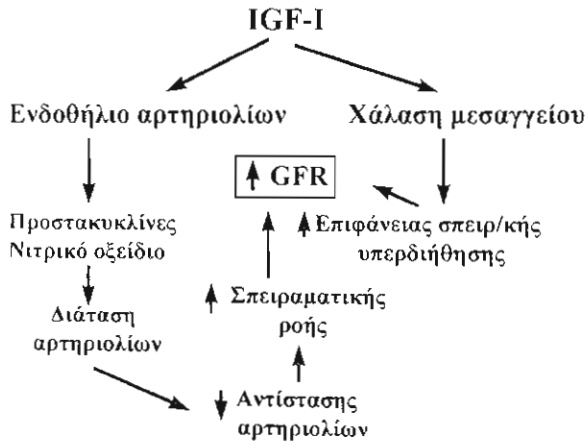 IGF-I
Ενδοθήλιο αρτηριολίων
Χάλαση μεσαγγείου
↑ GFR
Προστακυκλίνες
Νιτρικό οξείδιο
↑ Επιφάνειας σπειρ/κής
υπερδιήθησης
Διάταση
αρτηριολίων
↑ Σπειραματικής
ροής
↓ Αντίστασης
αρτηριολίων